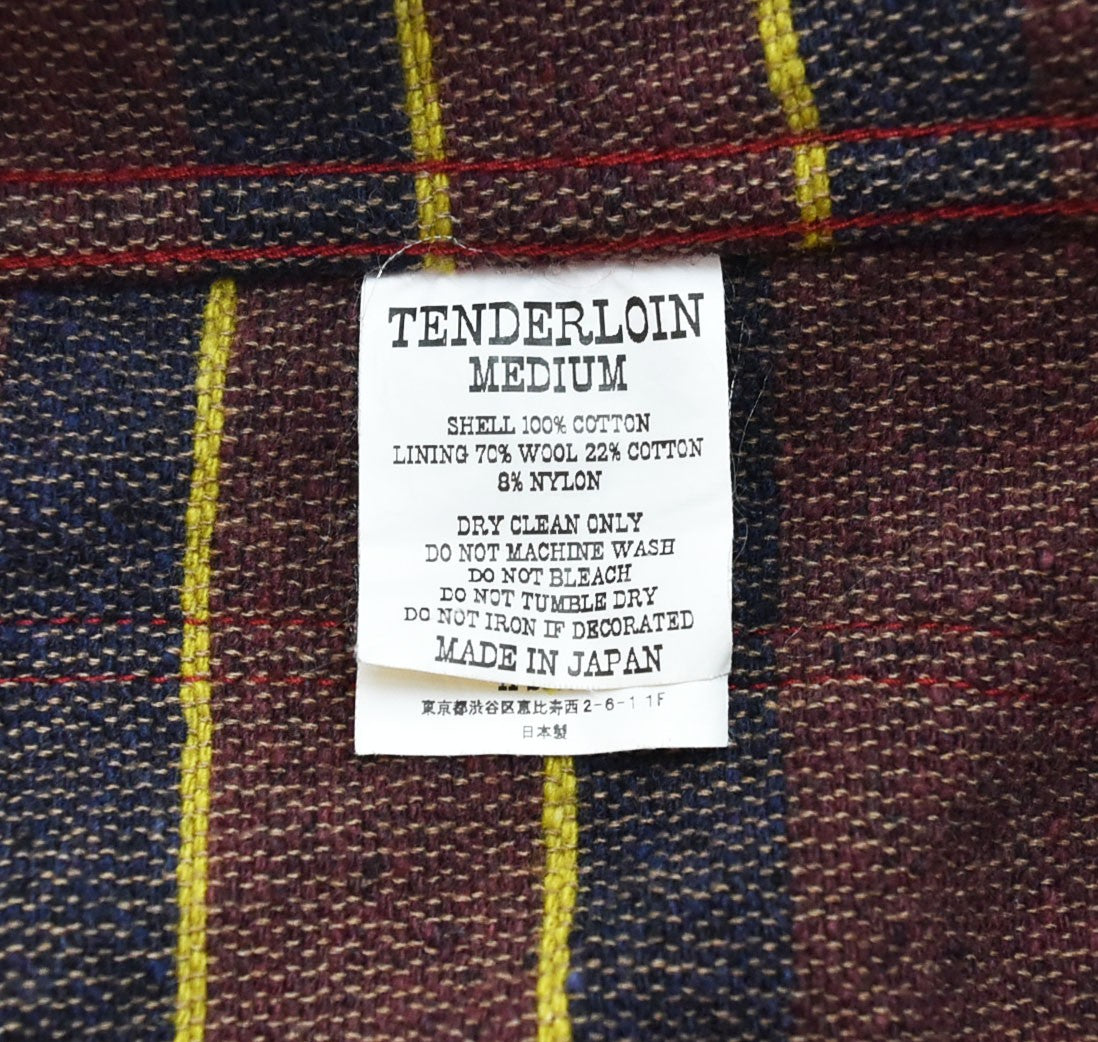 TENDERLOIN
MEDIUM
SHELL 100% COTTON
LINING 70% WOOL 22% COTTON
8% NYLON
DRY CLEAN ONLY
DO NOT MACHINE WASH
DO NOT BLEACH
DO NOT TUMBLE DRY
DO NOT IRON IF DECORATED
MADE IN JAPAN
東京都渋谷区恵比寿西2-6-1 1F
日本製